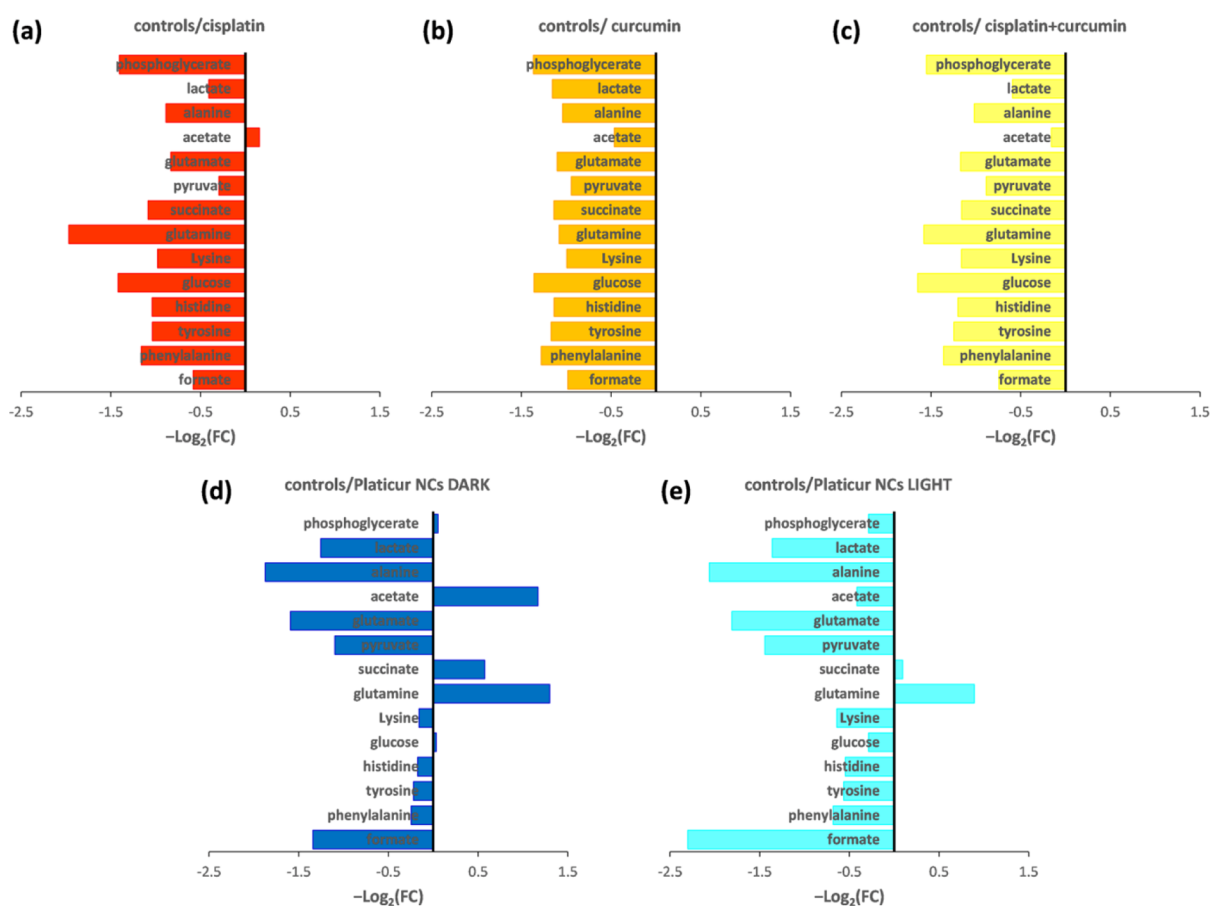 (a) controls/cisplatin
phosphoglycerate
lactate
alanine
acetate
glutamate
pyruvate
succinate
glutamine
Lysine
glucose
histidine
tyrosine
phenylalanine
formate
-2.5 -1.5 -0.5 0.5 1.5
–Log₂(FC)
(b) controls/ curcumin
phosphoglycerate
lactate
alanine
acetate
glutamate
pyruvate
succinate
glutamine
Lysine
glucose
histidine
tyrosine
phenylalanine
formate
-2.5 -1.5 -0.5 0.5 1.5
–Log₂(FC)
(c) controls/ cisplatin+curcumin
phosphoglycerate
lactate
alanine
acetate
glutamate
pyruvate
succinate
glutamine
Lysine
glucose
histidine
tyrosine
phenylalanine
formate
-2.5 -1.5 -0.5 0.5 1.5
–Log₂(FC)
(d) controls/Platicur NCs DARK
phosphoglycerate
lactate
alanine
acetate
glutamate
pyruvate
succinate
glutamine
Lysine
glucose
histidine
tyrosine
phenylalanine
formate
-2.5 -1.5 -0.5 0.5 1.5
–Log₂(FC)
(e) controls/Platicur NCs LIGHT
phosphoglycerate
lactate
alanine
acetate
glutamate
pyruvate
succinate
glutamine
Lysine
glucose
histidine
tyrosine
phenylalanine
formate
-2.5 -1.5 -0.5 0.5 1.5
–Log₂(FC)